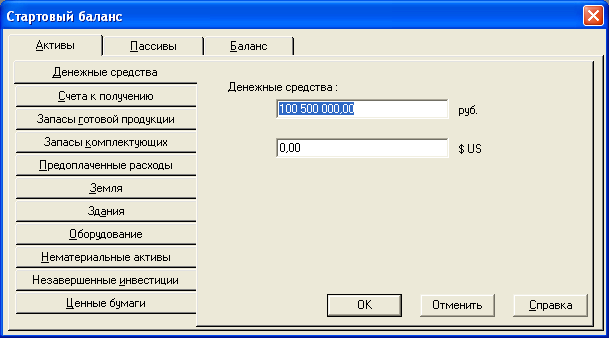 Стартовый баланс
Активы
Пассивы
Баланс
Денежные средства
Счета к получению
Запасы готовой продукции
Запасы комплектующих
Предоплаченные расходы
Земля
Здания
Оборудование
Нематериальные активы
Незавершенные инвестиции
Ценные бумаги
Денежные средства :
100 500 000,00 руб.
0,00 $ US
OK
Отменить
Справка